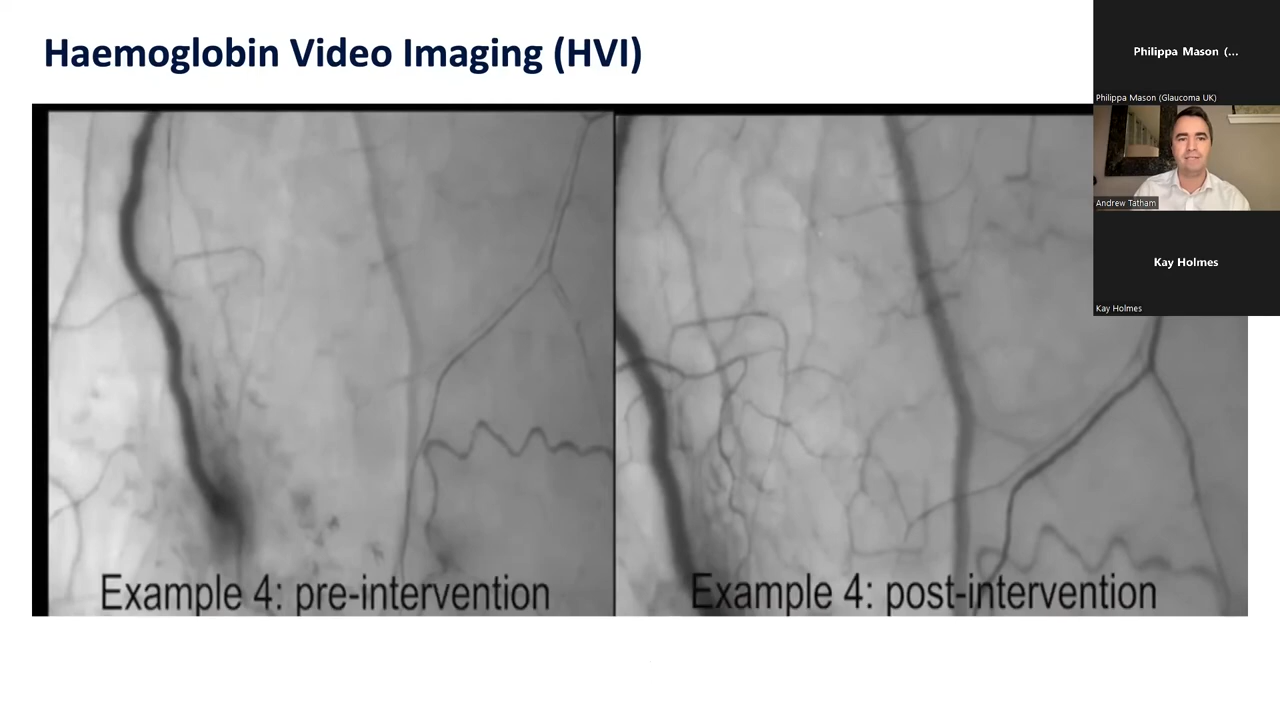 Haemoglobin Video Imaging (HVI)
Philippa Mason (...
Philippa Mason (Glaucoma UK)
Andrew Tatham
Kay Holmes
Kay Holmes
Example 4: pre-intervention
Example 4: post-intervention